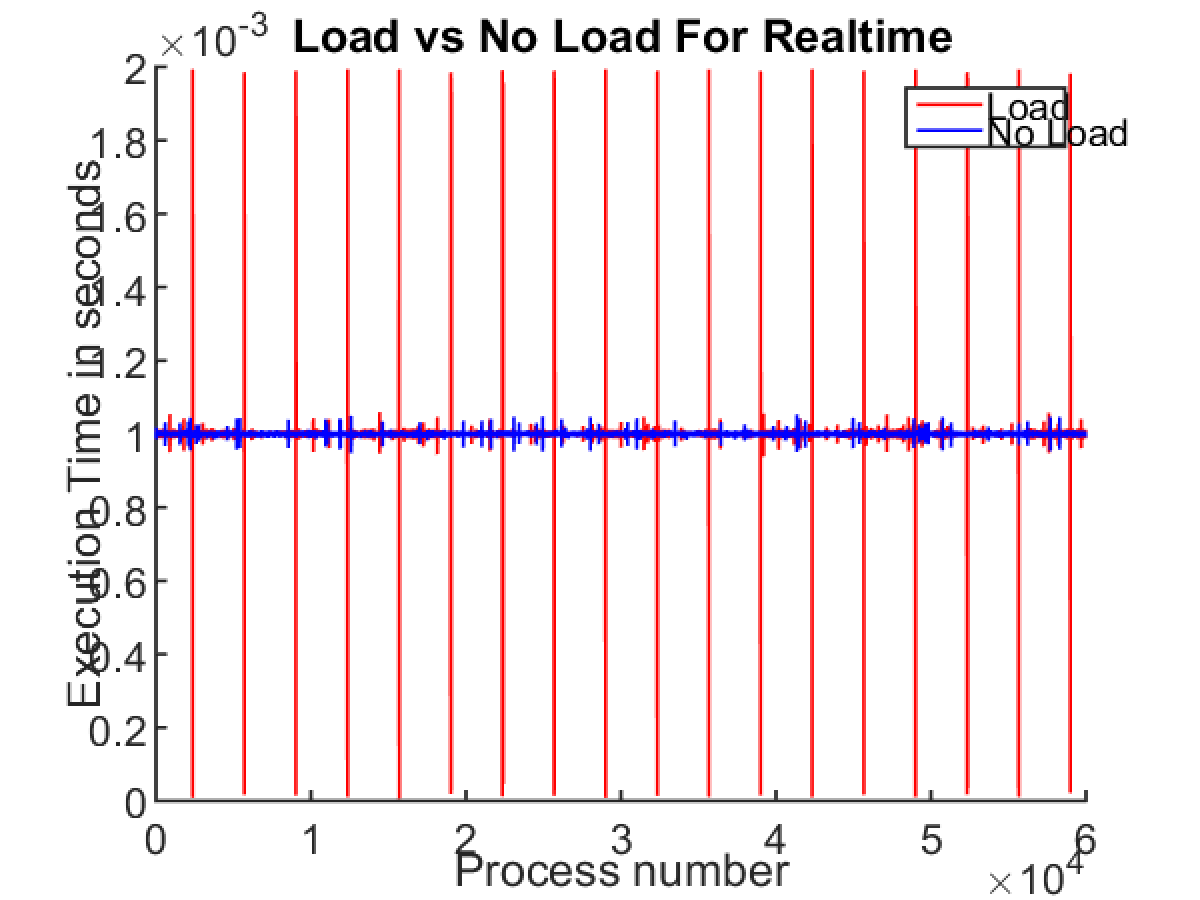 ×10-3
Load vs No Load For Realtime
Load
No Load
2
1.8
1.6
1.4
1.2
1
0.8
0.6
0.4
0.2
0
Execution Time in seconds
0 1 2 3 4 5 6
×104
Process number